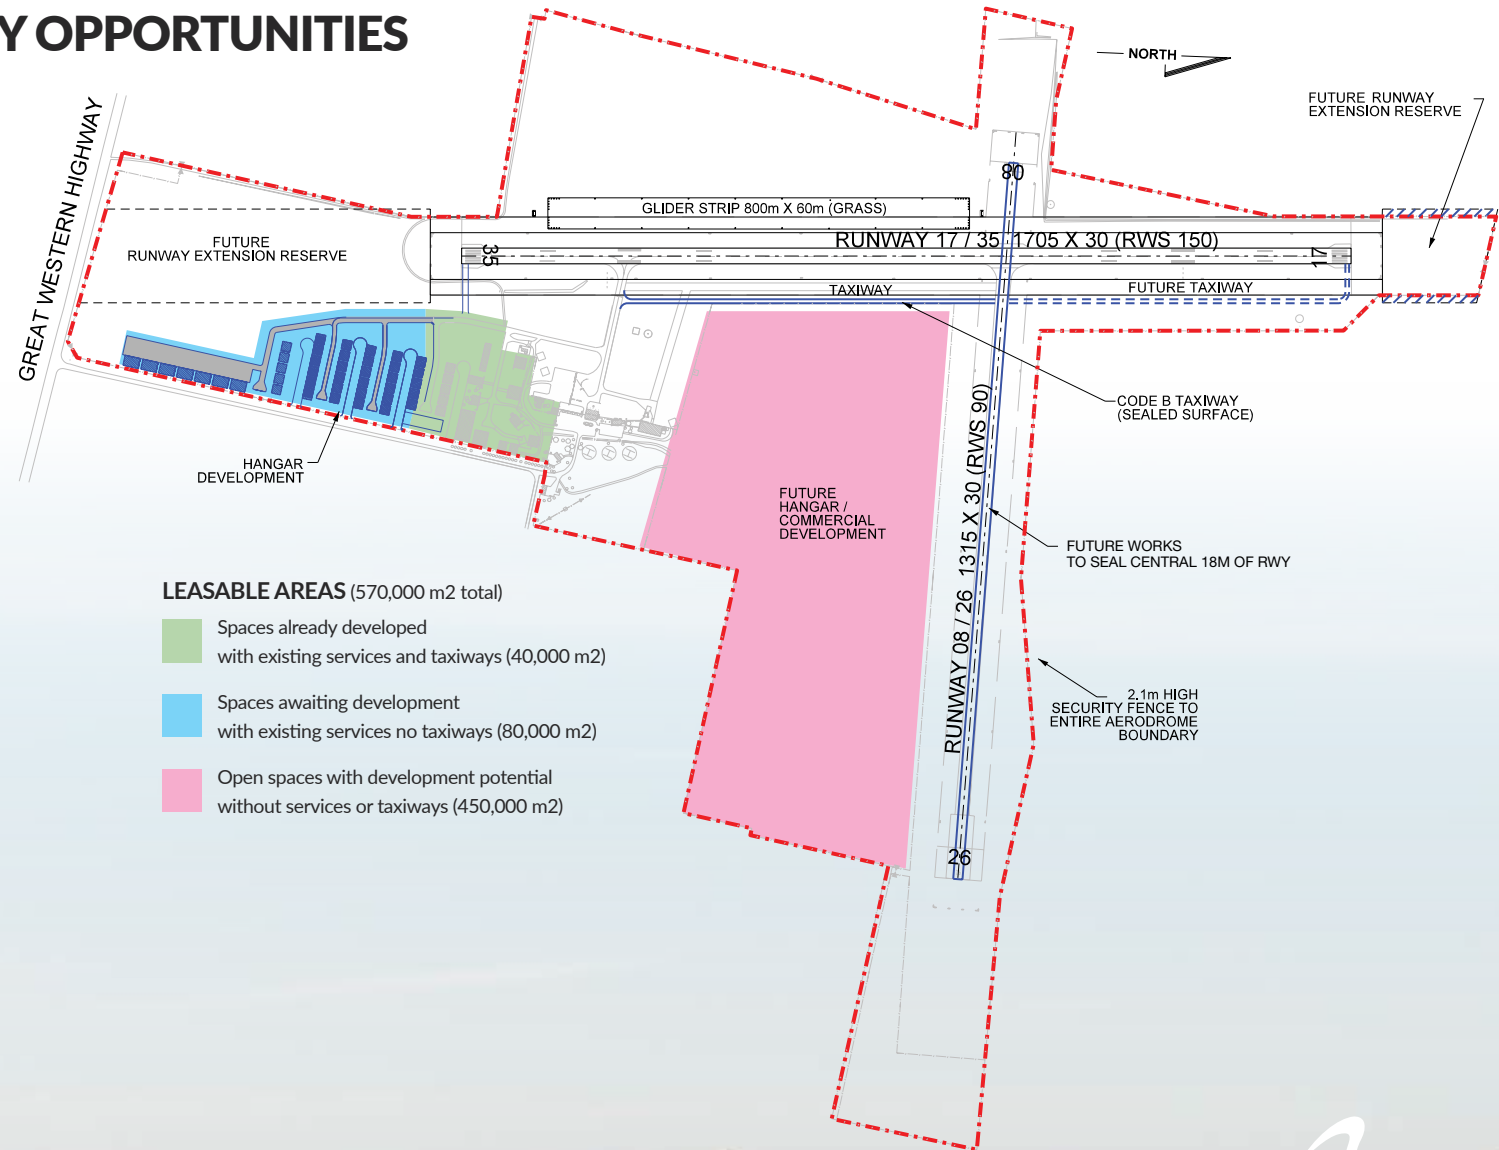 Y OPPORTUNITIES
NORTH
FUTURE RUNWAY
EXTENSION RESERVE
GREAT WESTERN HIGHWAY
FUTURE
RUNWAY EXTENSION RESERVE
GLIDER STRIP 800m X 60m (GRASS)
08
RUNWAY 17 / 35 1705 X 30 (RWS 150)
35
17
TAXIWAY
FUTURE TAXIWAY
CODE B TAXIWAY
(SEALED SURFACE)
HANGAR
DEVELOPMENT
FUTURE
HANGAR /
COMMERCIAL
DEVELOPMENT
RUNWAY 08 / 26 1315 X 30 (RWS 90)
FUTURE WORKS
TO SEAL CENTRAL 18M OF RWY
2.1m HIGH
SECURITY FENCE TO
ENTIRE AERODROME
BOUNDARY
26
LEASABLE AREAS (570,000 m2 total)
Spaces already developed
with existing services and taxiways (40,000 m2)
Spaces awaiting development
with existing services no taxiways (80,000 m2)
Open spaces with development potential
without services or taxiways (450,000 m2)